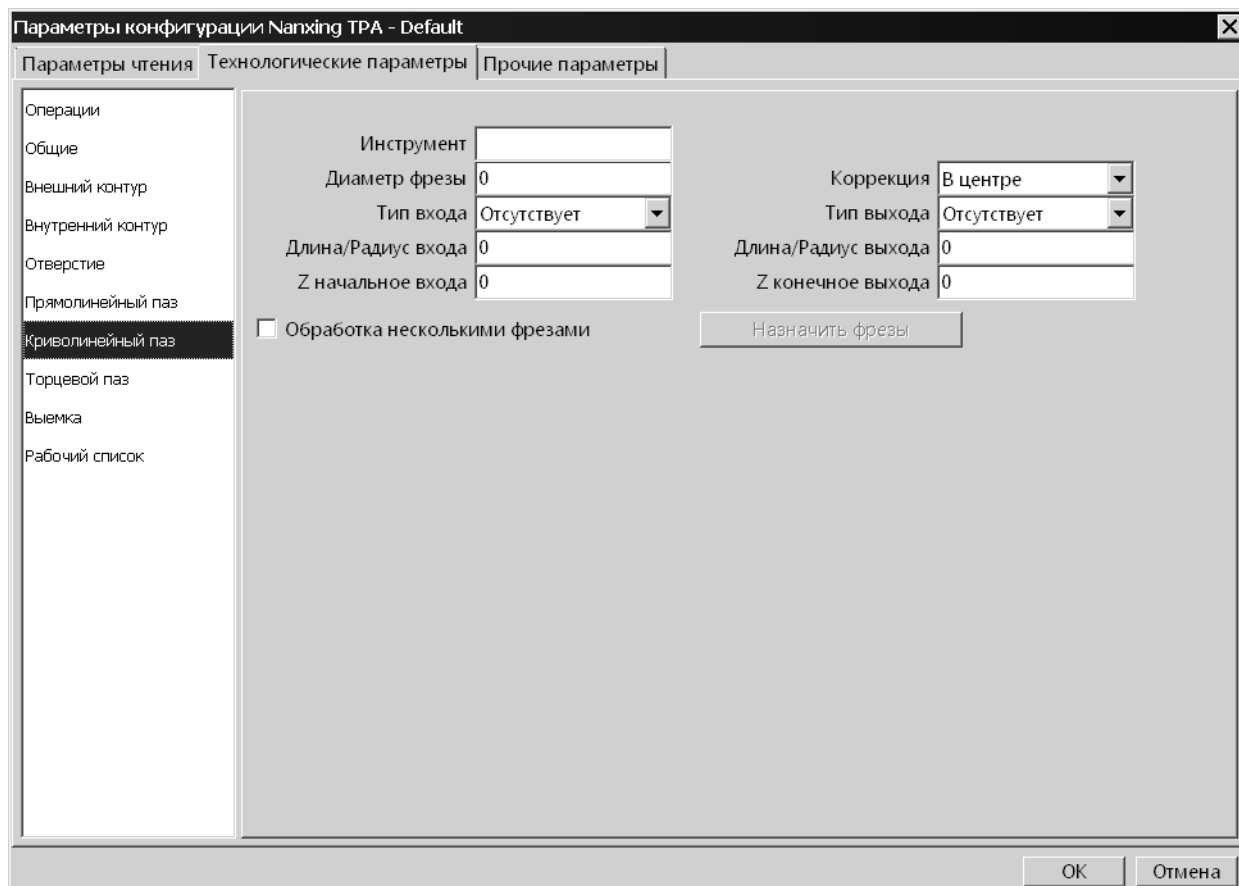 Параметры конфигурации Nanxing TPA - Default
Параметры чтения Технологические параметры Прочие параметры
Операции
Общие
Внешний контур
Внутренний контур
Отверстие
Прямолинейный паз
Криволинейный паз
Торцевой паз
Выемка
Рабочий список
Инструмент
Диаметр фрезы 0 Коррекция В центре
Тип входа Отсутствует Тип выхода Отсутствует
Длина/Радиус входа 0 Длина/Радиус выхода 0
Z начальное входа 0 Z конечное выхода 0
Обработка несколькими фрезами Назначить фрезы
OK Отмена